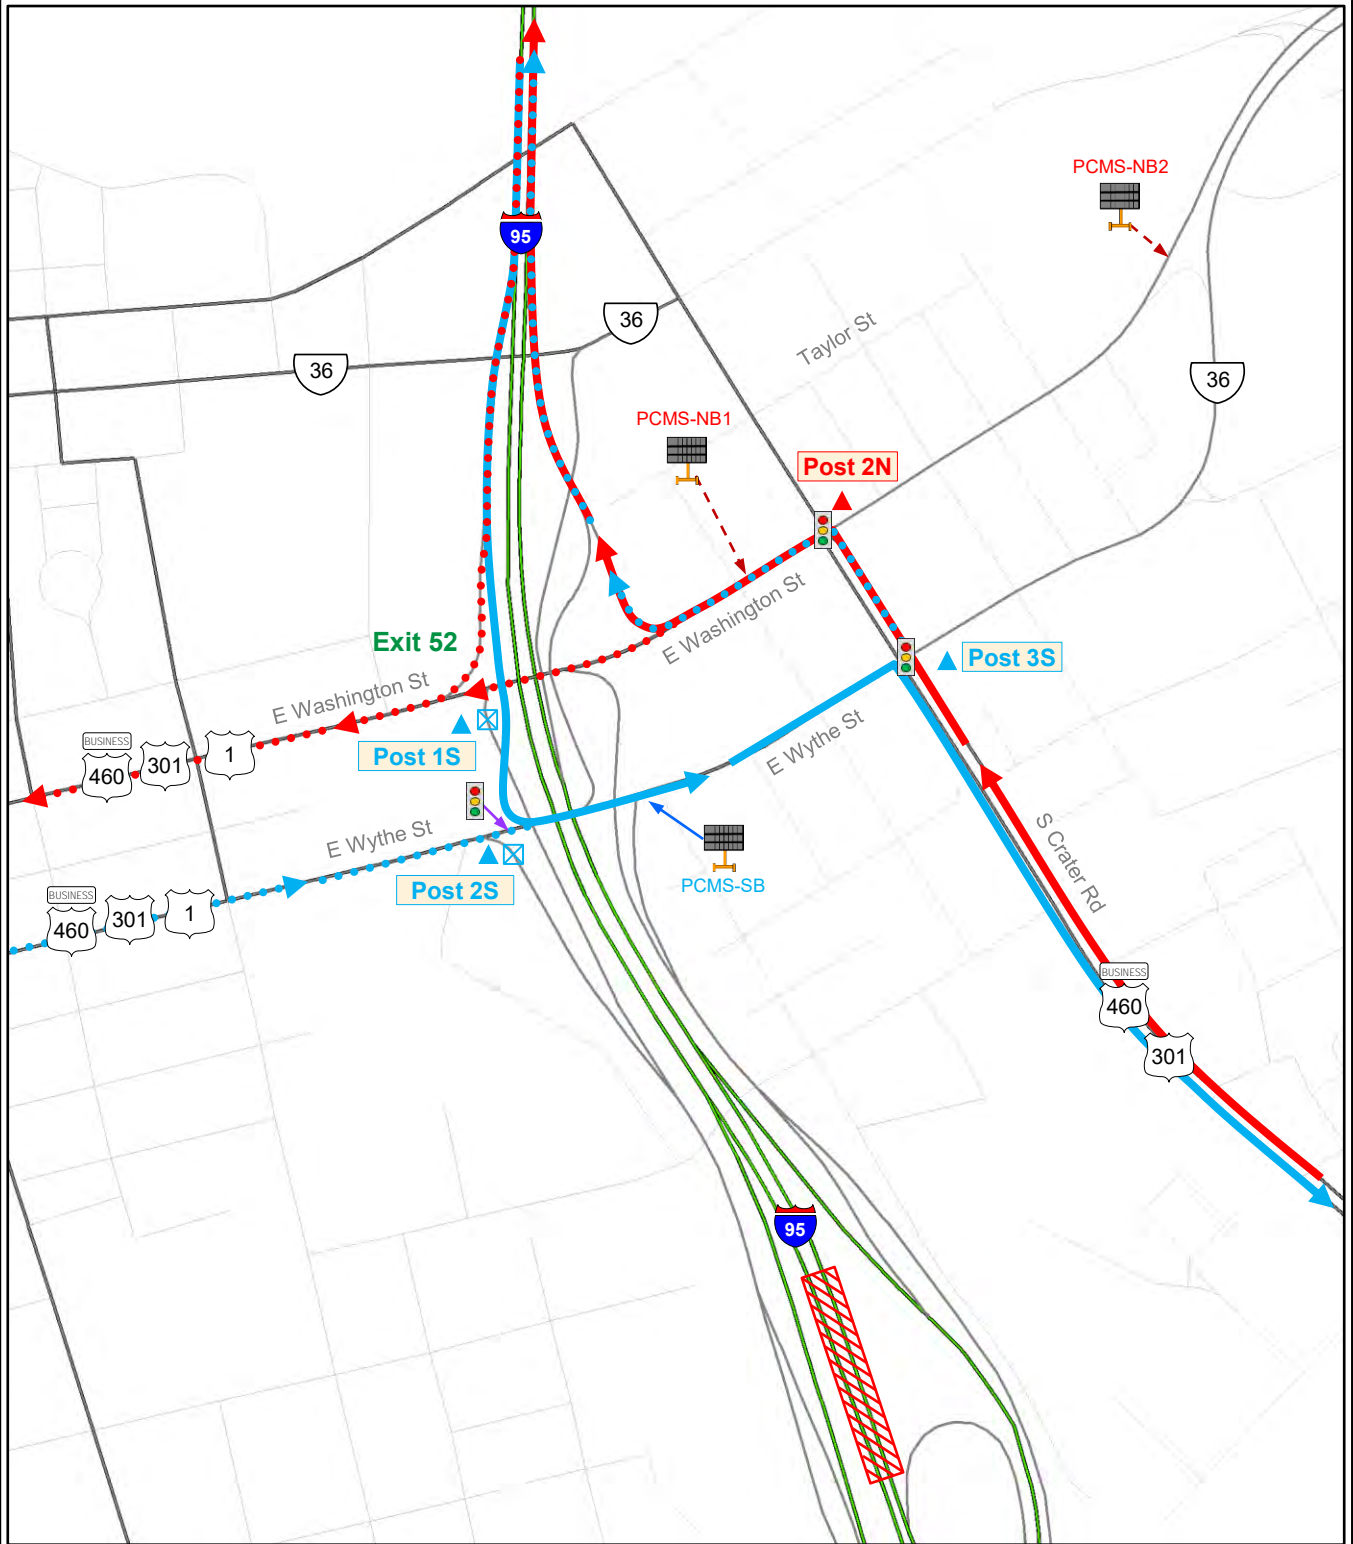 PCMS-NB2
95
36
Taylor St
36
36
PCMS-NB1
Post 2N
E Washington St
Exit 52
Post 3S
E Washington St
E Wythe St
BUSINESS
460
301
1
Post 1S
E Wythe St
S Crater Rd
PCMS-SB
Post 2S
BUSINESS
460
301
1
BUSINESS
460
301
95